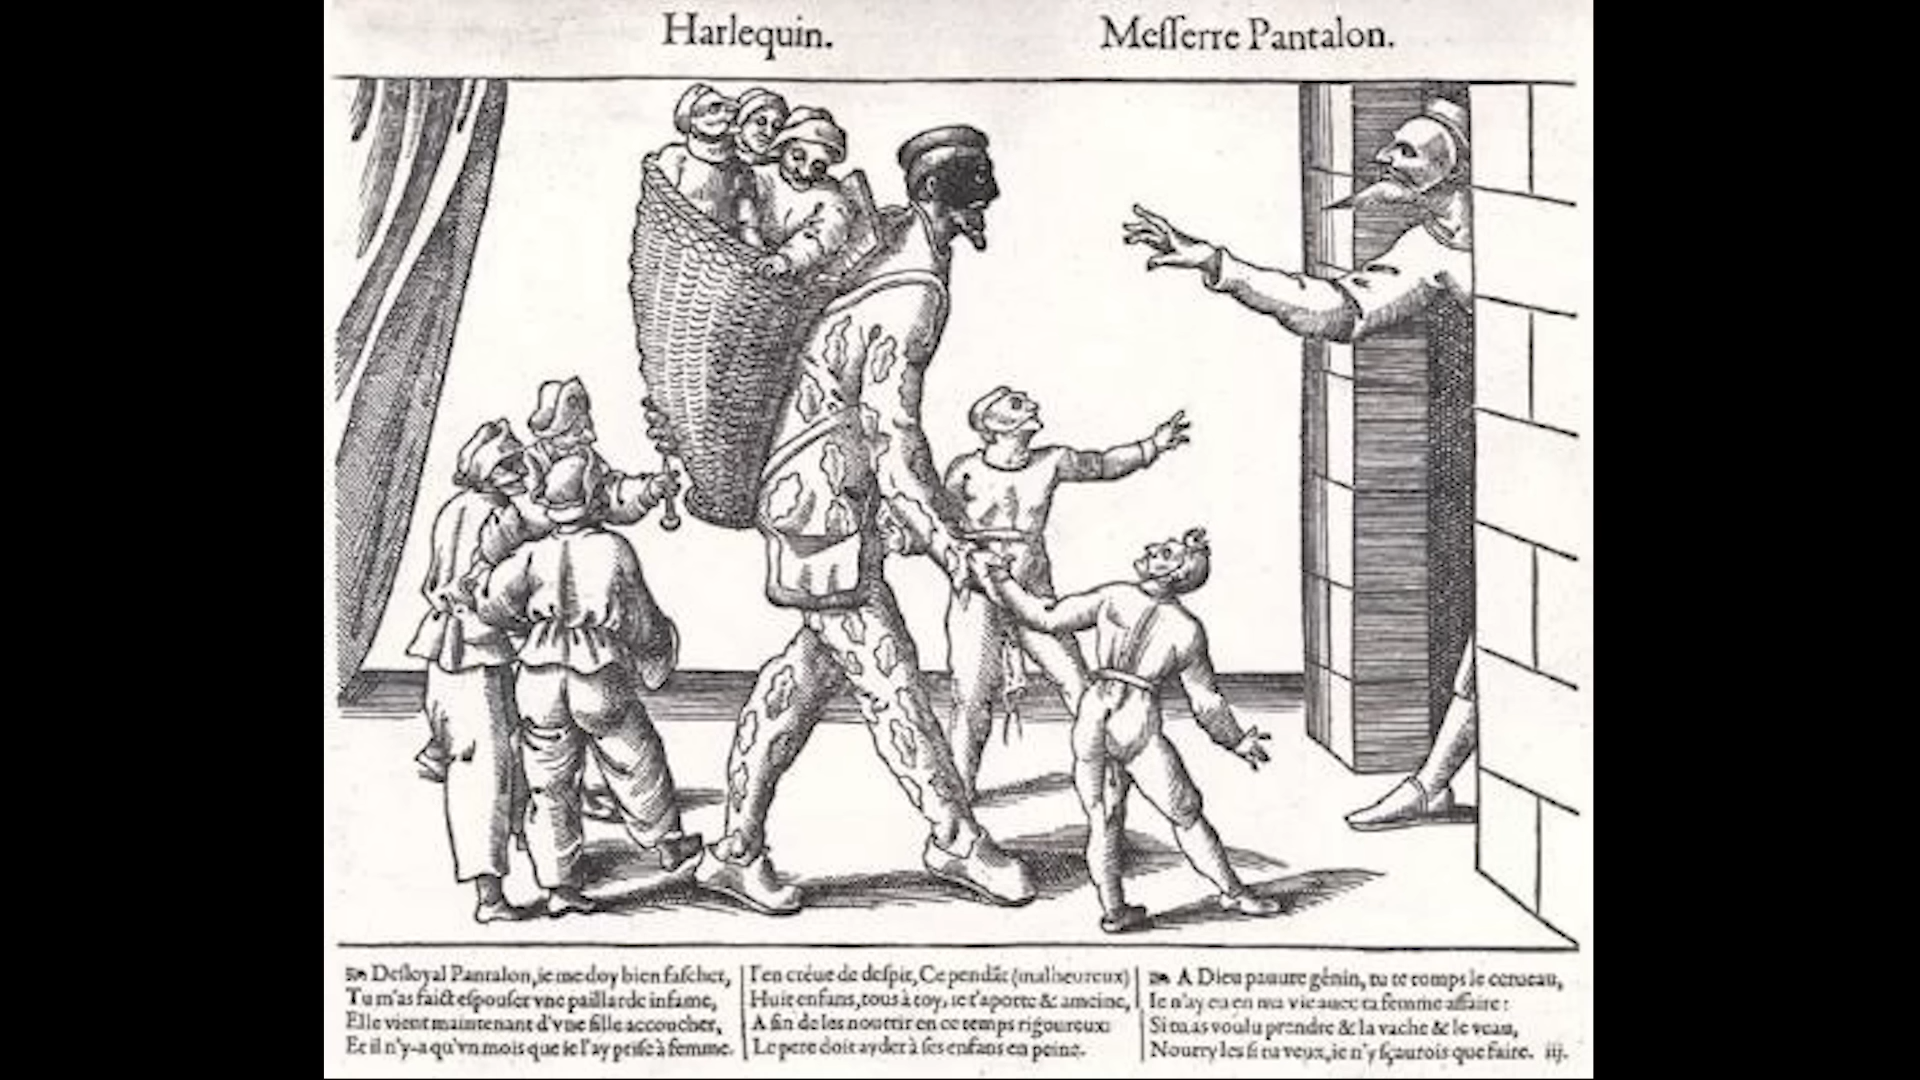 Harlequin.
Meſſerre Pantalon.
Desloyal Pantalon, ie me doy bien faſcher,
Tu m'as faict eſpouſer vne paillarde infame,
Elle vient maintenant d'vne fille accoucher,
Et il n'y-a qu'vn mois que ie l'ay priſe à femme.
I'en créue de deſpit, Ce pendãt (malheureux)
Huit enfans, tous à toy, ie t'aporte & ameine,
A fin de les nourrir en ce temps rigoureux:
Le pere doit ayder à ſes enfans en peine.
A Dieu pauure génin, tu te romps le cerueau,
Ie n'ay eu en ma vie auec ta femme affaire:
Si tu as voulu prendre & la vache & le veau,
Nourry les ſi tu veux, ie n'y ſçaurois que faire. iij.